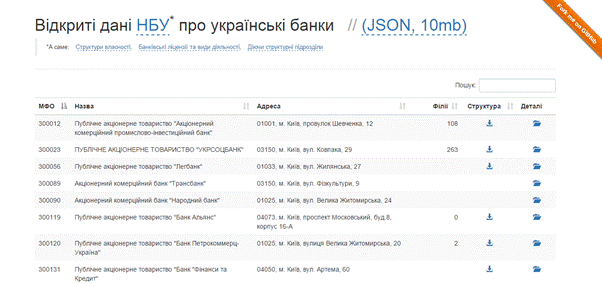 Fork me on GitHub
Відкриті дані НБУ* про українські банки // (JSON, 10mb)
*А саме: Структури власності, Банківські ліцензії та види діяльності, Діючи структурні підрозділи
Пошук:
МФО Назва Адреса Філії Структура Деталі
300012 Публічне акціонерне товариство "Акціонерний 01001, м. Київ, провулок Шевченка, 12 108
комерційний промислово-інвестиційний банк"
300023 ПУБЛІЧНЕ АКЦІОНЕРНЕ ТОВАРИСТВО "УКРСОЦБАНК" 03150, м. Київ, вул. Ковпака, 29 263
300056 Публічне акціонерне товариство "Легбанк" 01033, м. Київ, вул. Жилянська, 27
300089 Акціонерний комерційний банк "Трансбанк" 03150, м. Київ, вул. Фізкультури, 9
300090 Акціонерний комерційний банк "Народний банк" 01025, м. Київ, вул. Велика Житомирська, 24
300119 Публічне акціонерне товариство "Банк Альянс" 04073, м. Київ, проспект Московський, буд.8, 0
корпус 16-А
300120 Публічне акціонерне товариство "Банк Петрокоммерц- 01025, м. Київ, вулиця Велика Житомирська, 20 2
Україна"
300131 Публічне акціонерне товариство "Банк "Фінанси та 04050, м. Київ, вул. Артема, 60
Кредит"